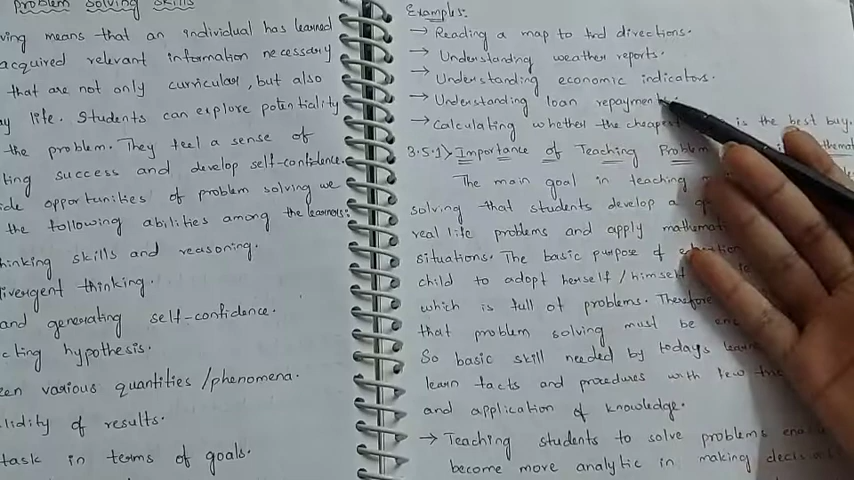 Problem Solving Skills
ving means that an individual has learned
acquired relevant information necessary
that are not only curricular, but also
ay life. Students can explore potentiality
the problem. They feel a sense of
ting success and develop self-confidence.
ide opportunities of problem solving we
the following abilities among the learners:
hinking skills and reasoning.
ivergent thinking.
and generating self-confidence.
cting hypothesis.
een various quantities / phenomena.
lidity of results.
task in terms of goals.
Examples:
→ Reading a map to find directions.
→ Understanding weather reports.
→ Understanding economic indicators.
→ Understanding loan repayment
→ Calculating whether the cheapest is the best buy.
3.5.1) Importance of Teaching Problem
The main goal in teaching
solving that students develop a
real life problems and apply mathemat
situations. The basic purpose of
child to adopt herself / himself
which is full of problems. Therefore
that problem solving must be
So basic skill needed by todays
learn facts and procedures with few
and application of knowledge.
→ Teaching students to solve problems
become more analytic in making decis